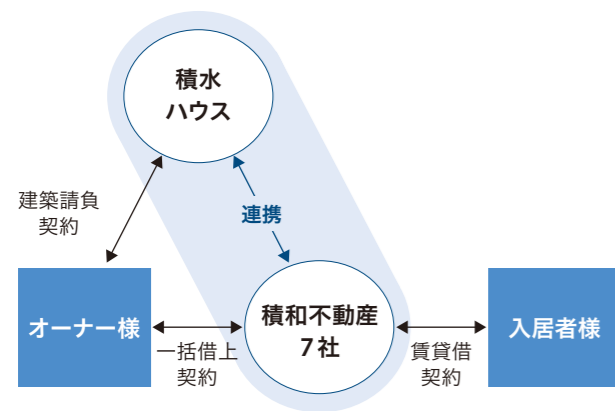 積水
ハウス
建築請負
契約
連携
オーナー様
一括借上
契約
積和不動産
7社
賃貸借
契約
入居者様